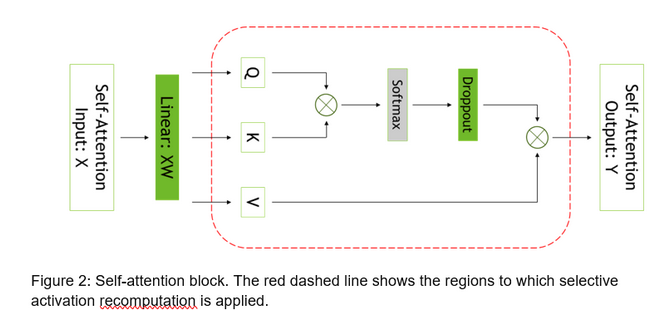 Self-Attention
Input: X
Linear: XW
Q
K
V
Softmax
Droppout
Self-Attention
Output: Y
Figure 2: Self-attention block. The red dashed line shows the regions to which selective
activation recomputation is applied.